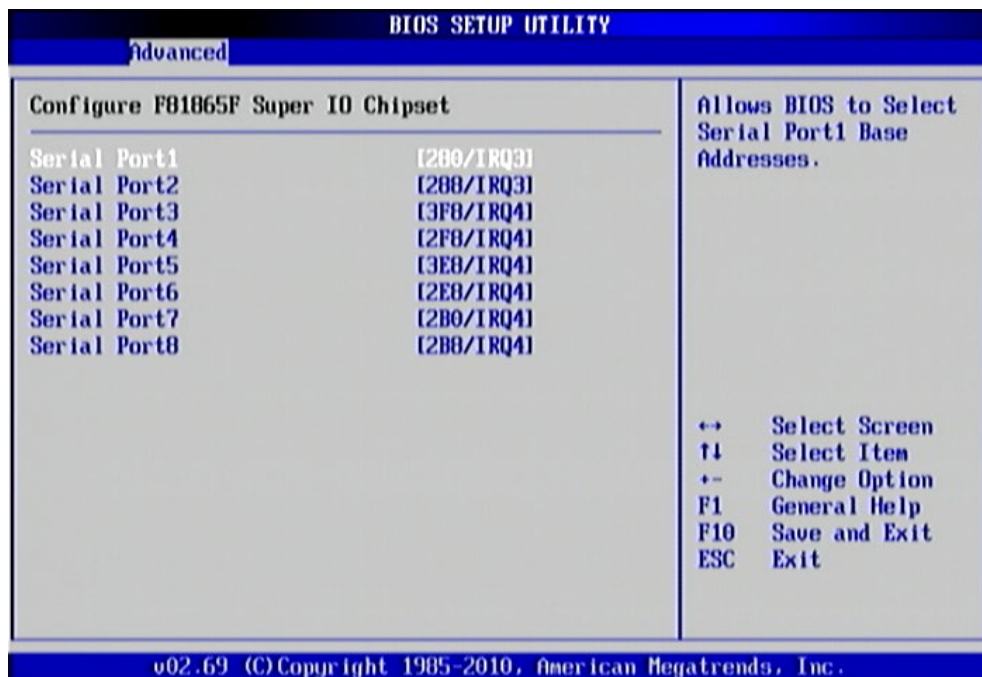 BIOS SETUP UTILITY
Advanced
Configure F81865F Super IO Chipset
Serial Port1 [280/IRQ3]
Serial Port2 [288/IRQ3]
Serial Port3 [3F8/IRQ4]
Serial Port4 [2F8/IRQ4]
Serial Port5 [3E8/IRQ4]
Serial Port6 [2E8/IRQ4]
Serial Port7 [2B0/IRQ4]
Serial Port8 [2B8/IRQ4]
Allows BIOS to Select
Serial Port1 Base
Addresses.
←→ Select Screen
↑↓ Select Item
+- Change Option
F1 General Help
F10 Save and Exit
ESC Exit
v02.69 (C)Copyright 1985-2010, American Megatrends, Inc.